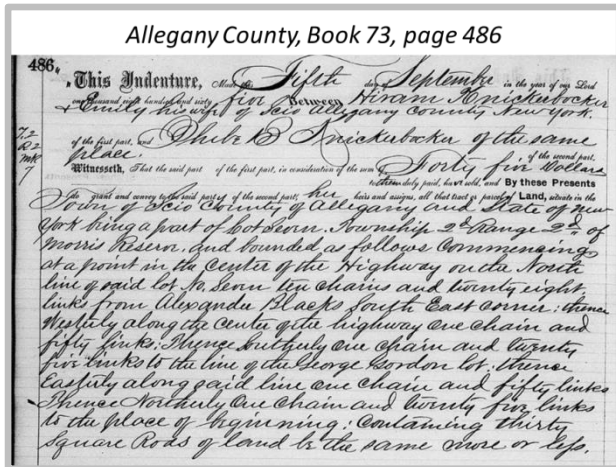 Allegany County, Book 73, page 486
486.
This Indenture, Made the Fifth day of Septembe in the year of our Lord
one thousand eight hundred and sixty five Between Hiram Knickerbocker
& Emily his wife of Scio Allegany County New York.
of the first part, and Phebe B Knickerbocker of the same
place. of the second part,
Witnesseth, That the said part of the first part, in consideration of the sum of Forty five Dollars
to them duly paid, have sold, and By these Presents
do grant and convey to the said party of the second part, her heirs and assigns, all that tract or parcel of Land, situate in the
Town of Scio County of Allegany and State of New
York being a part of Lot Seven. Township 2d Range 2d of
Morris Reserve, and bounded as follows Commencing
at a point in the Center of the Highway on the North
line of said lot No. Seven ten chains and twenty eight
links from Alexander Blacks South East corner; thence
Westerly along the center of the highway one chain and
fifty links; Thence Southerly one chain and twenty
five links to the line of the George Gordon lot; thence
Easterly along said line one chain and fifty links
Thence Northerly one chain and twenty five links
to the place of beginning; Containing thirty
Square Rods of land be the same more or less.
T.2
R2
MR
7